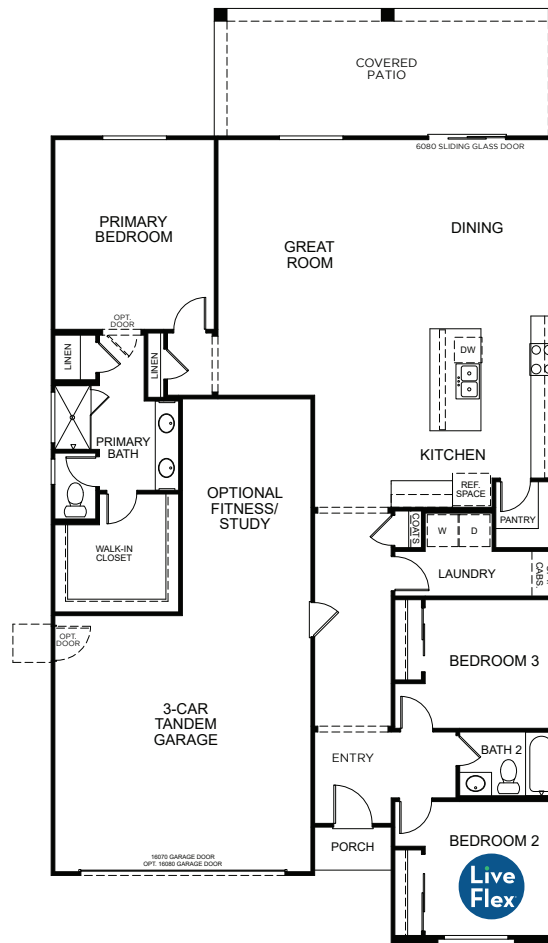 COVERED
PATIO
6080 SLIDING GLASS DOOR
PRIMARY
BEDROOM
GREAT
ROOM
DINING
OPT.
DOOR
LINEN
LINEN
DW
PRIMARY
BATH
KITCHEN
REF.
SPACE
OPTIONAL
FITNESS/
STUDY
PANTRY
COATS
W
D
WALK-IN
CLOSET
LAUNDRY
CABS.
OPT.
DOOR
BEDROOM 3
3-CAR
TANDEM
GARAGE
ENTRY
BATH 2
PORCH
BEDROOM 2
16070 GARAGE DOOR
OPT. 16080 GARAGE DOOR
Live
Flex